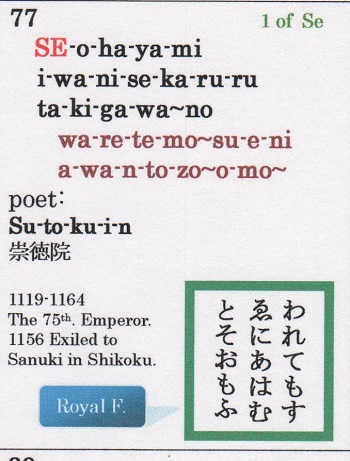 77
1 of Se
SE-o-ha-ya-mi
i-wa-ni-se-ka-ru-ru
ta-ki-ga-wa~no
wa-re-te-mo~su-e-ni
a-wa-n-to-zo~o-mo~
poet:
Su-to-ku-i-n
崇徳院
1119-1164
The 75th. Emperor.
1156 Exiled to
Sanuki in Shikoku.
Royal F.
われてもす
ゑにあはむ
とそおもふ